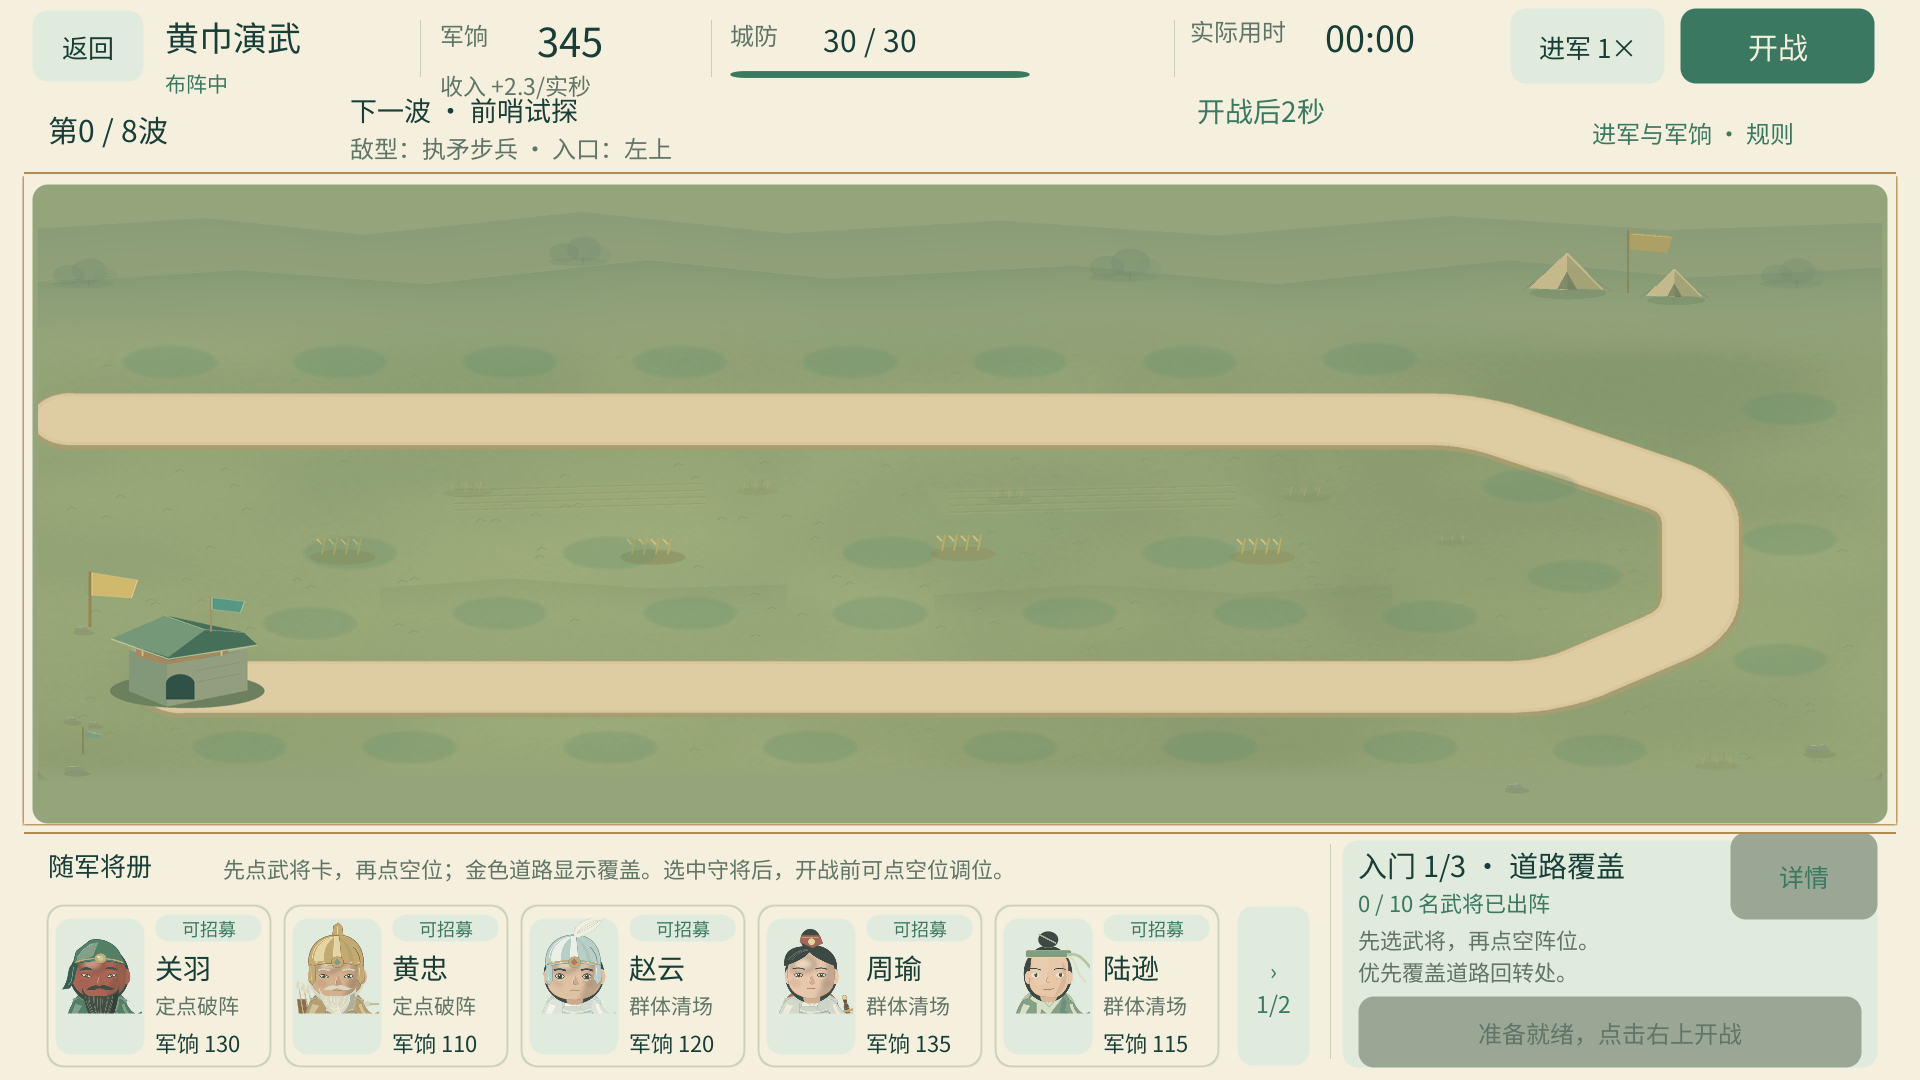 返回
黄巾演武
布阵中
军饷 345
收入 +2.3/实秒
城防 30 / 30
实际用时 00:00
进军 1×
开战
第0 / 8波
下一波 · 前哨试探
敌型：执矛步兵 · 入口：左上
开战后2秒
进军与军饷 · 规则
随军将册
先点武将卡，再点空位；金色道路显示覆盖。选中守将后，开战前可点空位调位。
可招募
关羽
定点破阵
军饷 130
可招募
黄忠
定点破阵
军饷 110
可招募
赵云
群体清场
军饷 120
可招募
周瑜
群体清场
军饷 135
可招募
陆逊
群体清场
军饷 115
›
1/2
入门 1/3 · 道路覆盖
详情
0 / 10 名武将已出阵
先选武将，再点空阵位。
优先覆盖道路回转处。
准备就绪，点击右上开战